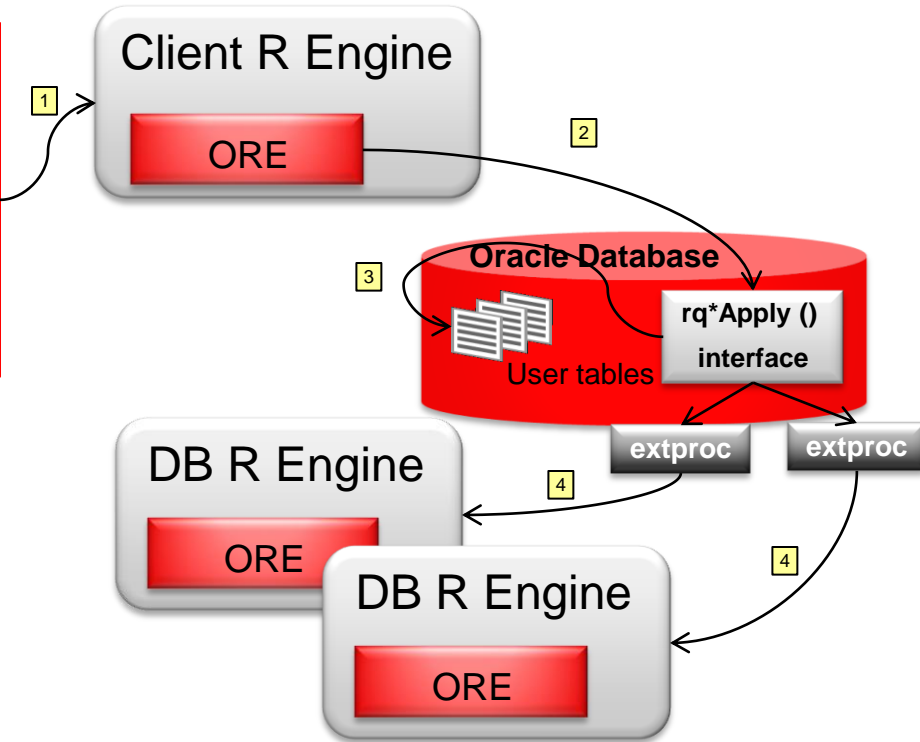 Client R Engine
1
ORE
2
Oracle Database
3
rq*Apply ()
interface
User tables
extproc
extproc
DB R Engine
4
ORE
4
DB R Engine
ORE